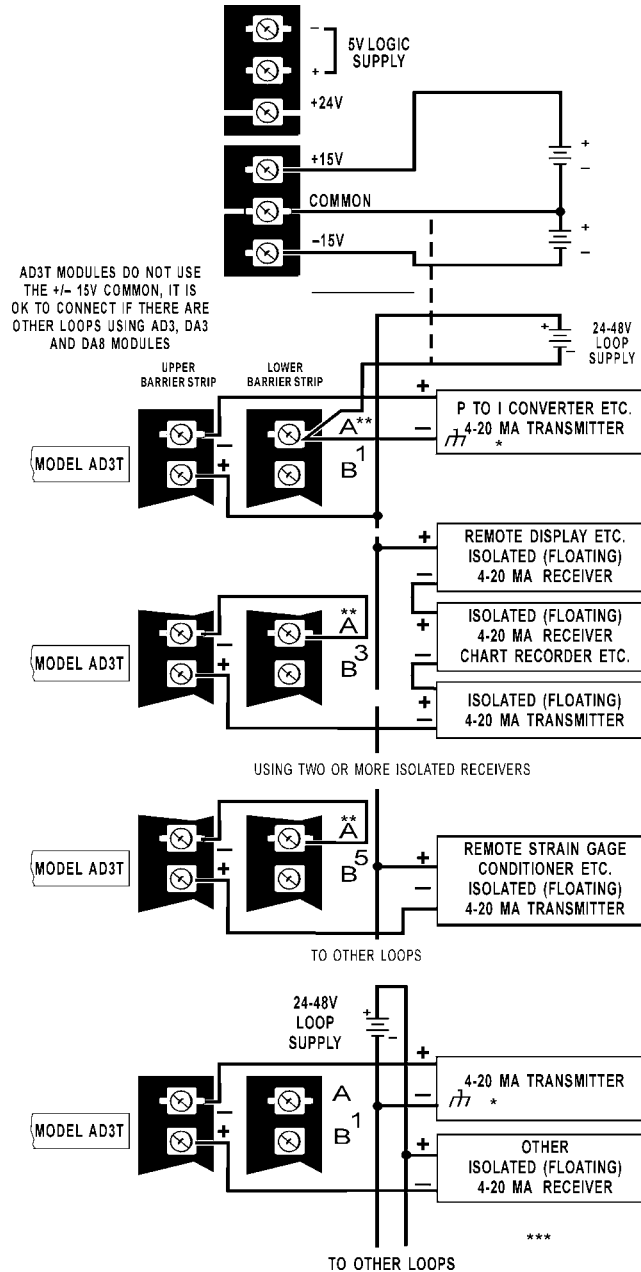 –
5V LOGIC
SUPPLY
+
+24V
+15V
+
–
COMMON
+
–
–15V
AD3T MODULES DO NOT USE
THE +/– 15V COMMON, IT IS
OK TO CONNECT IF THERE ARE
OTHER LOOPS USING AD3, DA3
AND DA8 MODULES
+
–
24-48V
LOOP
SUPPLY
UPPER
BARRIER STRIP
LOWER
BARRIER STRIP
MODEL AD3T
–
+
A**
1
B
+
–
P TO I CONVERTER ETC.
4-20 MA TRANSMITTER
*
+
–
REMOTE DISPLAY ETC.
ISOLATED (FLOATING)
4-20 MA RECEIVER
MODEL AD3T
–
+
**
A
3
B
+
–
ISOLATED (FLOATING)
4-20 MA RECEIVER
CHART RECORDER ETC.
+
–
ISOLATED (FLOATING)
4-20 MA TRANSMITTER
USING TWO OR MORE ISOLATED RECEIVERS
MODEL AD3T
–
+
**
A
5
B
+
–
REMOTE STRAIN GAGE
CONDITIONER ETC.
ISOLATED (FLOATING)
4-20 MA TRANSMITTER
TO OTHER LOOPS
24-48V
LOOP
SUPPLY
+
–
MODEL AD3T
–
+
A
1
B
+
–
4-20 MA TRANSMITTER
*
+
–
OTHER
ISOLATED (FLOATING)
4-20 MA RECEIVER
***
TO OTHER LOOPS